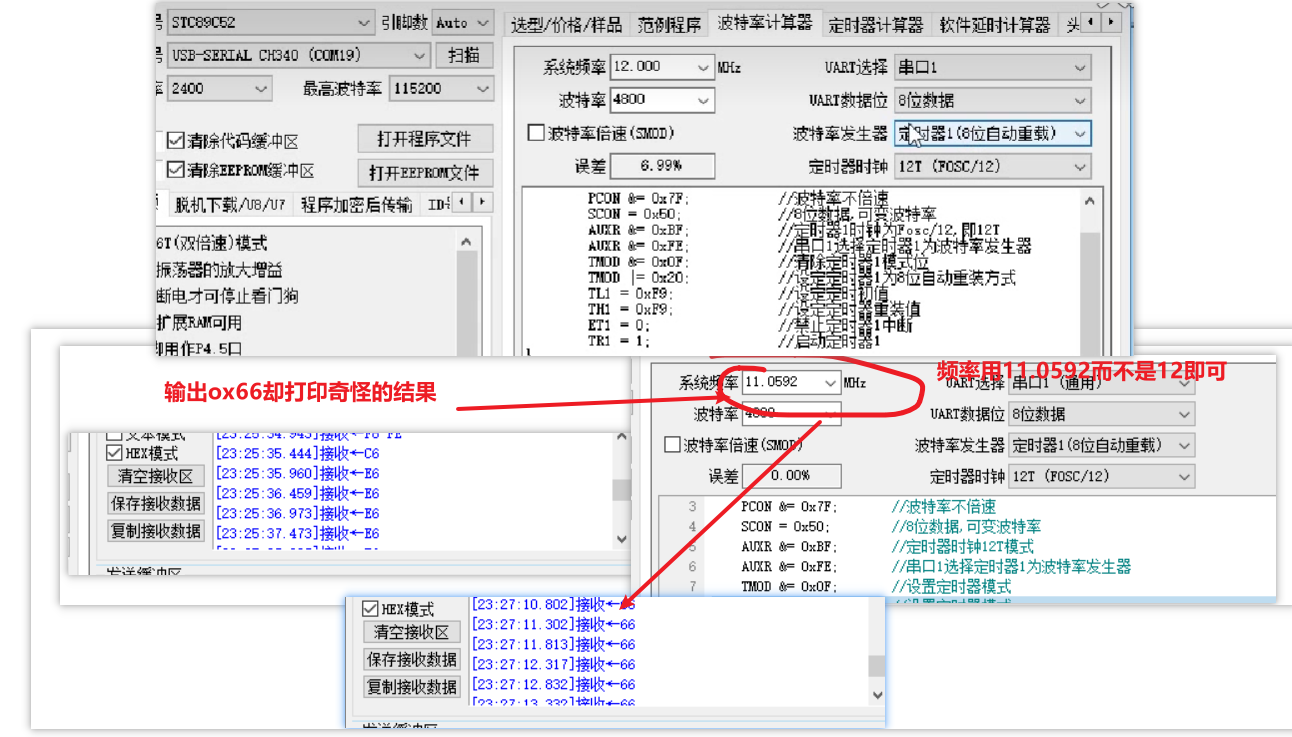 号 STC89C52 引脚数 Auto
号 USB-SERIAL CH340 (COM19) 扫描
率 2400 最高波特率 115200
清除代码缓冲区 打开程序文件
清除EEPROM缓冲区 打开EEPROM文件
脱机下载/U8/U7 程序加密后传输
6T(双倍速)模式
振荡器的放大增益
断电才可停止看门狗
扩展RAM可用
脚用作P4.5口
选型/价格/样品 范例程序 波特率计算器 定时器计算器 软件延时计算器 头
系统频率 12.000 MHz UART选择 串口1
波特率 4800 UART数据位 8位数据
波特率倍速(SMOD) 波特率发生器 定时器1(8位自动重载)
误差 6.99% 定时器时钟 12T (FOSC/12)
PCON &= 0x7F; //波特率不倍速
SCON = 0x50; //8位数据,可变波特率
AUXR &= 0xBF; //定时器1时钟为Fosc/12,即12T
AUXR &= 0xFE; //串口1选择定时器1为波特率发生器
TMOD &= 0x0F; //清除定时器1模式位
TMOD |= 0x20; //设定定时器1为8位自动重装方式
TL1 = 0xF9; //设定定时初值
TH1 = 0xF9; //设定定时器重装值
ET1 = 0; //禁止定时器1中断
TR1 = 1; //启动定时器1
输出ox66却打印奇怪的结果
频率用11.0592而不是12即可
系统频率 11.0592 MHz UART选择 串口1 (通用)
波特率 4800 UART数据位 8位数据
波特率倍速(SMOD) 波特率发生器 定时器1(8位自动重载)
误差 0.00% 定时器时钟 12T (FOSC/12)
3 PCON &= 0x7F; //波特率不倍速
4 SCON = 0x50; //8位数据,可变波特率
5 AUXR &= 0xBF; //定时器时钟12T模式
6 AUXR &= 0xFE; //串口1选择定时器1为波特率发生器
7 TMOD &= 0x0F; //设置定时器模式
//设置定时器模式
文本模式 [23:25:34.943]接收←F6 FE
HEX模式 [23:25:35.444]接收←C6
清空接收区 [23:25:35.960]接收←E6
[23:25:36.459]接收←E6
保存接收数据 [23:25:36.973]接收←E6
复制接收数据 [23:25:37.473]接收←E6
发送缓冲区
HEX模式 [23:27:10.802]接收←66
清空接收区 [23:27:11.302]接收←66
[23:27:11.813]接收←66
保存接收数据 [23:27:12.317]接收←66
复制接收数据 [23:27:12.832]接收←66
[23:27:13.332]接收←66
发送缓冲区